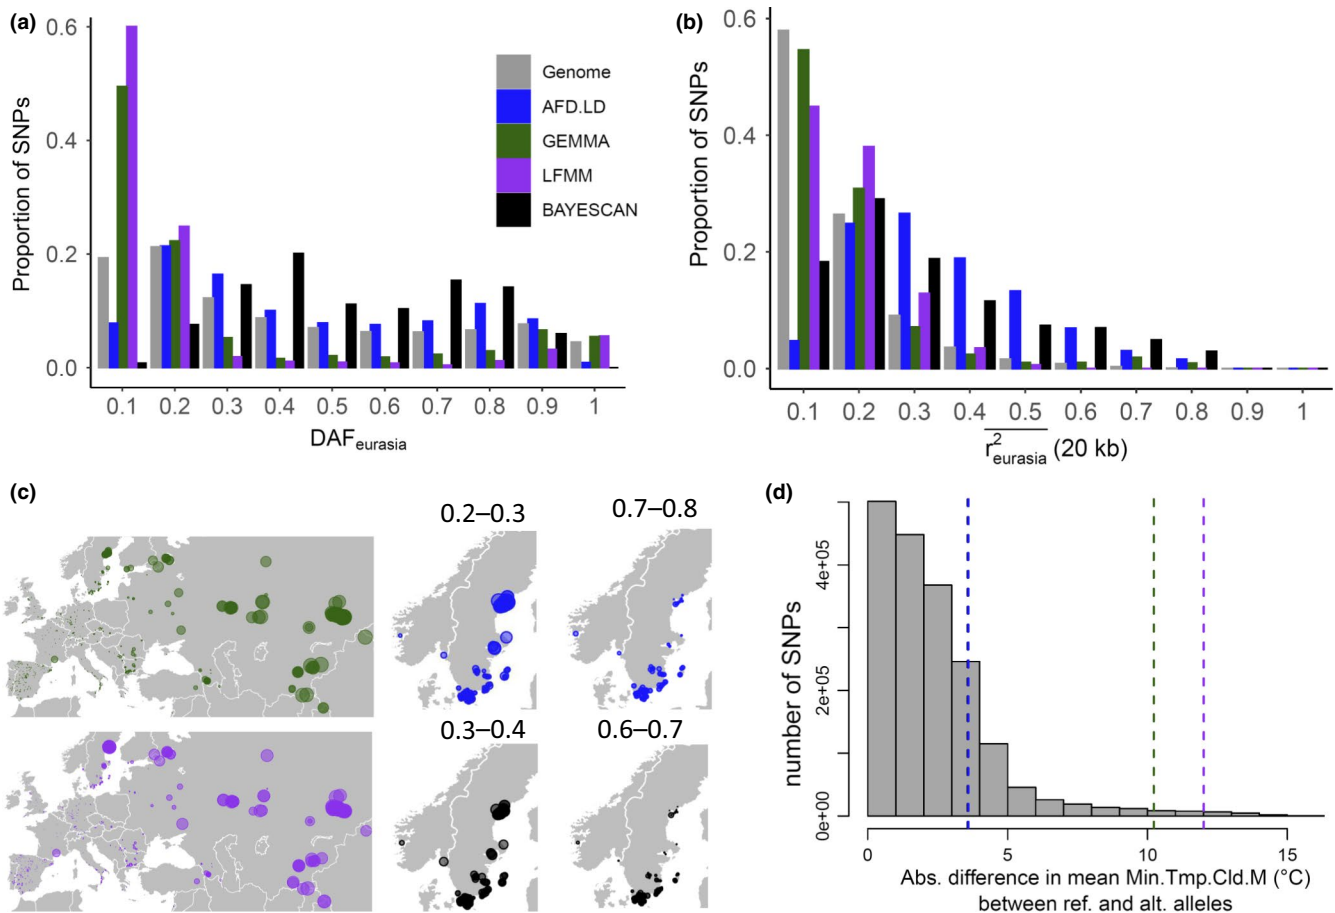 (a)
Proportion of SNPs
0.6
0.4
0.2
0.0
Genome
AFD.LD
GEMMA
LFMM
BAYESCAN
0.1 0.2 0.3 0.4 0.5 0.6 0.7 0.8 0.9 1
DAF eurasia
(b)
Proportion of SNPs
0.6
0.4
0.2
0.0
0.1 0.2 0.3 0.4 0.5 0.6 0.7 0.8 0.9 1
r² eurasia (20 kb)
(c)
0.2–0.3
0.7–0.8
0.3–0.4
0.6–0.7
(d)
number of SNPs
4e+05
2e+05
0e+00
0 5 10 15
Abs. difference in mean Min.Tmp.Cld.M (°C)
between ref. and alt. alleles